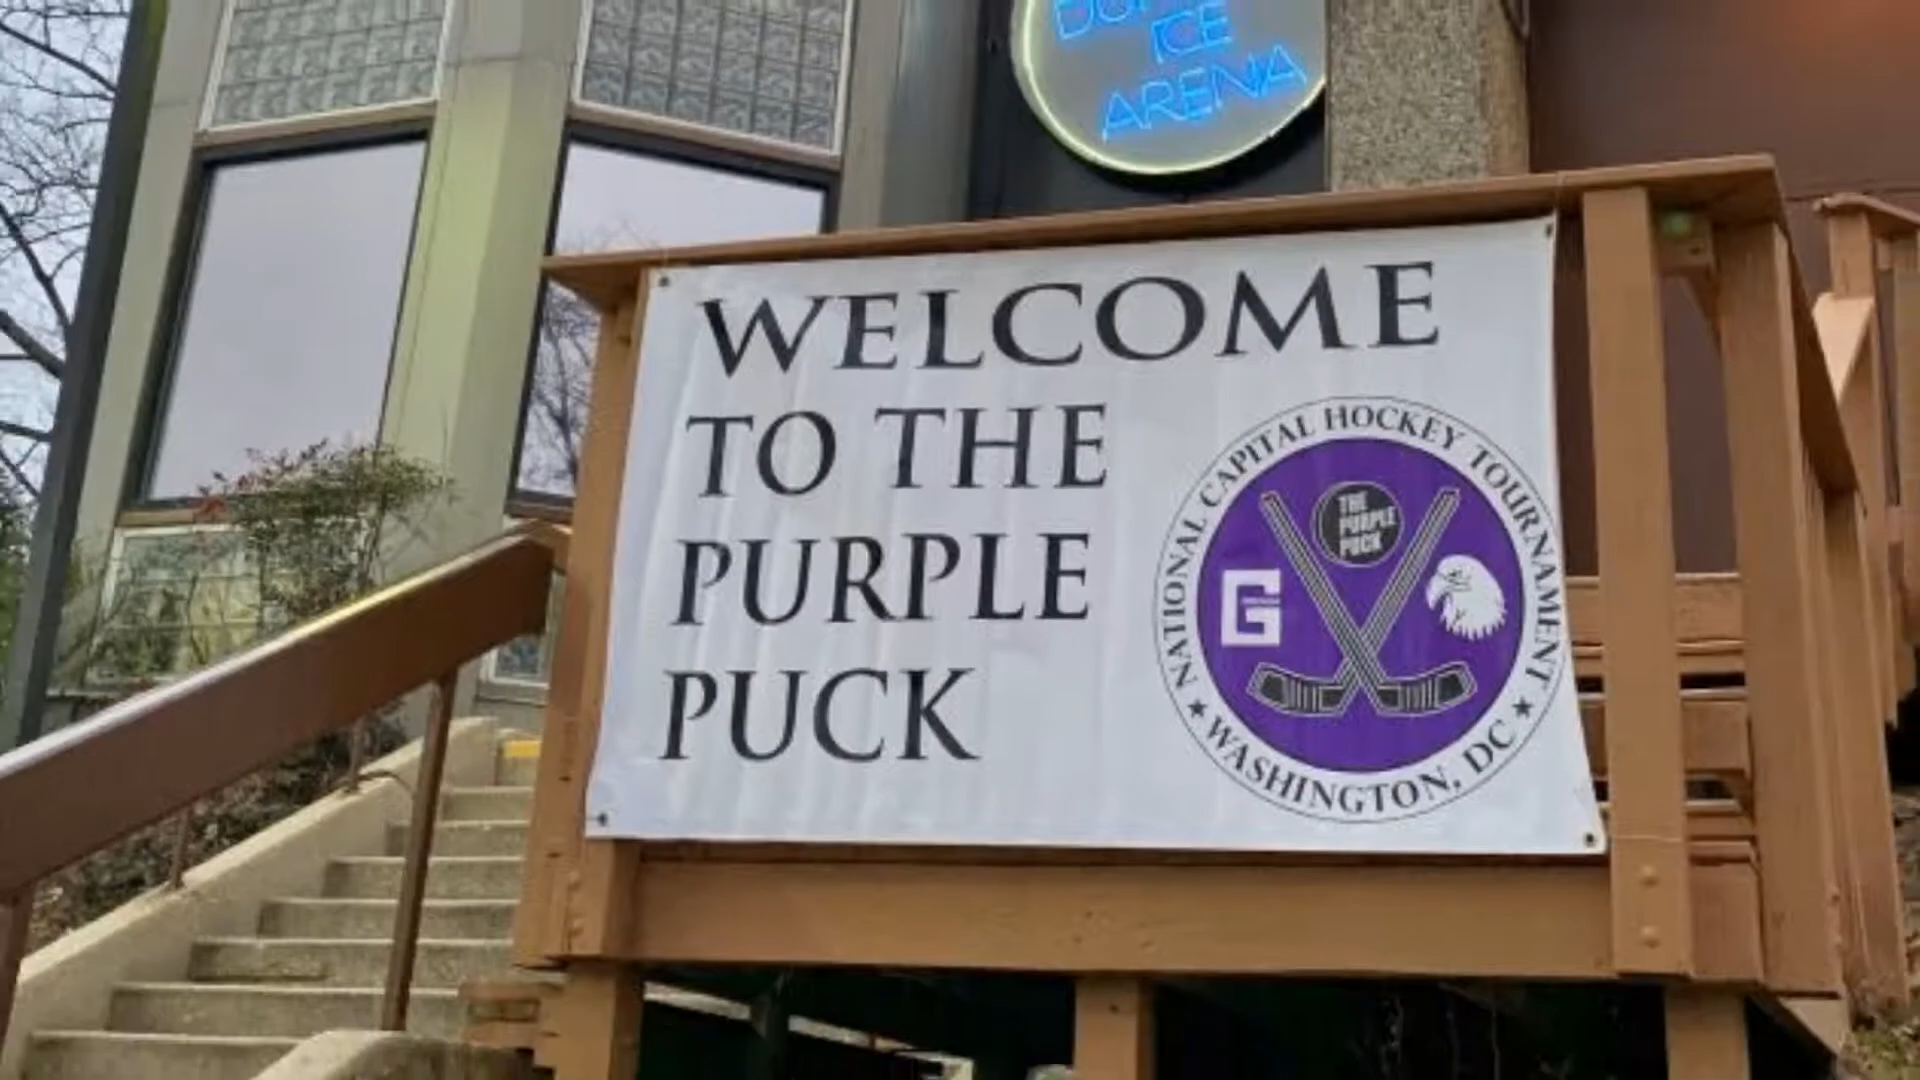 ICE
ARENA
WELCOME
TO THE
PURPLE
PUCK
NATIONAL CAPITAL HOCKEY TOURNAMENT
THE
PURPLE
PUCK
G
★ WASHINGTON, DC ★